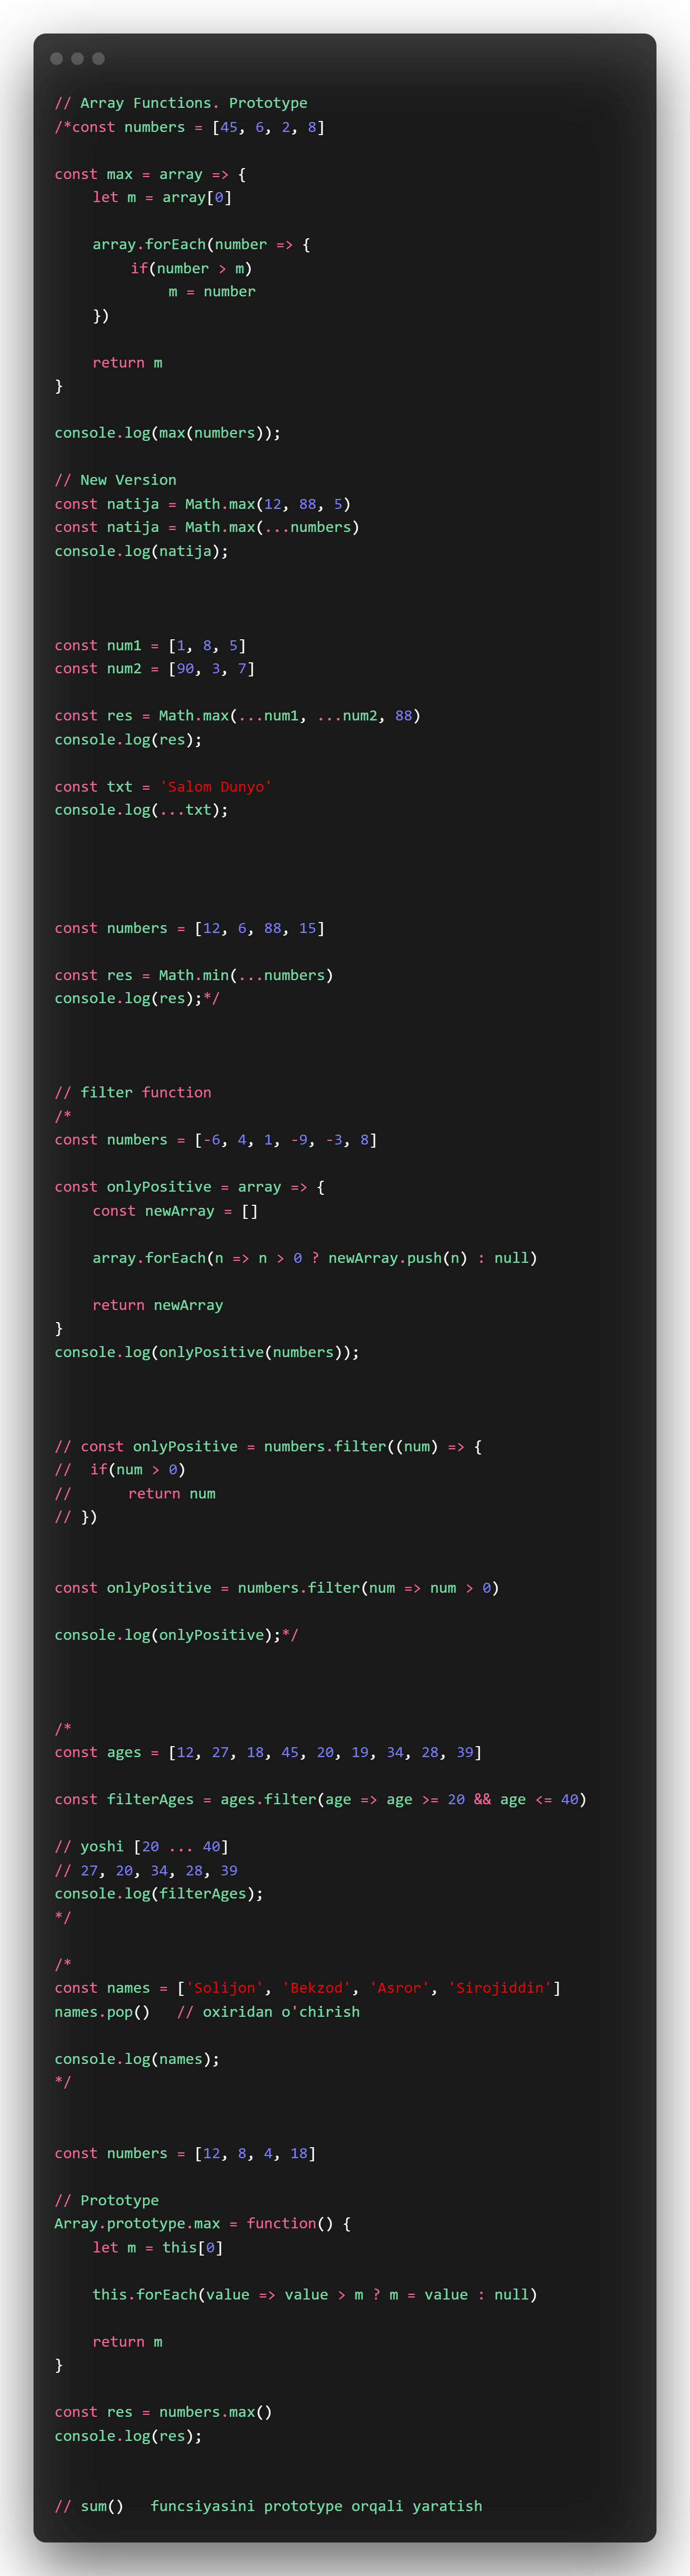 // Array Functions. Prototype
/*const numbers = [45, 6, 2, 8]
const max = array => {
let m = array[0]
array.forEach(number => {
if(number > m)
m = number
})
return m
}
console.log(max(numbers));
// New Version
const natija = Math.max(12, 88, 5)
const natija = Math.max(...numbers)
console.log(natija);
const num1 = [1, 8, 5]
const num2 = [90, 3, 7]
const res = Math.max(...num1, ...num2, 88)
console.log(res);
const txt = 'Salom Dunyo'
console.log(...txt);
const numbers = [12, 6, 88, 15]
const res = Math.min(...numbers)
console.log(res);*/
// filter function
/*
const numbers = [-6, 4, 1, -9, -3, 8]
const onlyPositive = array => {
const newArray = []
array.forEach(n => n > 0 ? newArray.push(n) : null)
return newArray
}
console.log(onlyPositive(numbers));
// const onlyPositive = numbers.filter((num) => {
// if(num > 0)
// return num
// })
const onlyPositive = numbers.filter(num => num > 0)
console.log(onlyPositive);*/
/*
const ages = [12, 27, 18, 45, 20, 19, 34, 28, 39]
const filterAges = ages.filter(age => age >= 20 && age <= 40)
// yoshi [20 ... 40]
// 27, 20, 34, 28, 39
console.log(filterAges);
*/
/*
const names = ['Solijon', 'Bekzod', 'Asror', 'Sirojiddin']
names.pop() // oxiridan o'chirish
console.log(names);
*/
const numbers = [12, 8, 4, 18]
// Prototype
Array.prototype.max = function() {
let m = this[0]
this.forEach(value => value > m ? m = value : null)
return m
}
const res = numbers.max()
console.log(res);
// sum() funcsiyasini prototype orqali yaratish